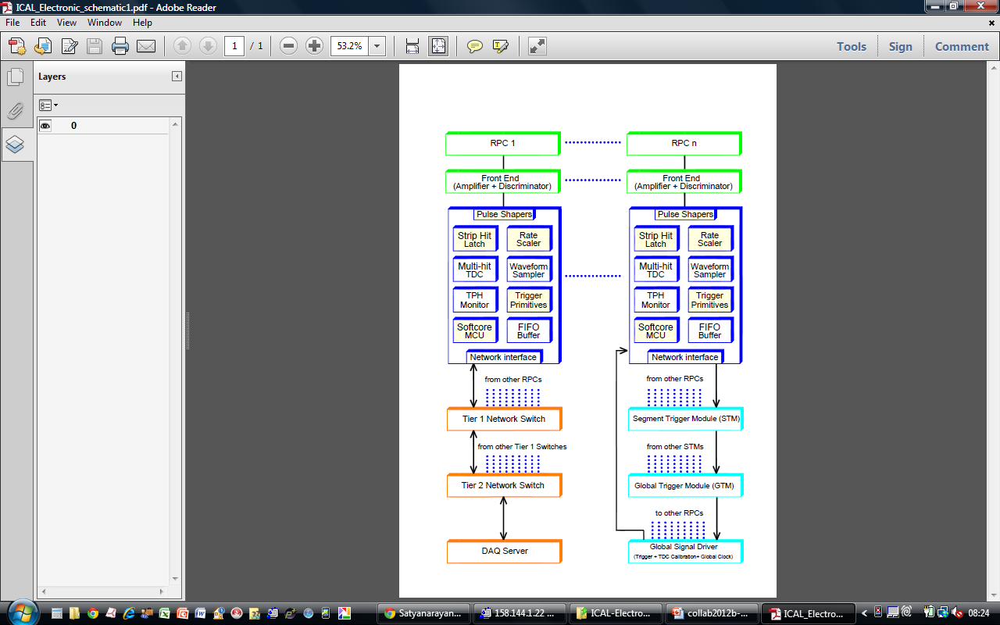 ICAL_Electronic_schematic1.pdf - Adobe Reader
File Edit View Window Help
1 / 1 53.2% Tools Sign Comment
Layers
0
RPC 1
Front End
(Amplifier + Discriminator)
Pulse Shapers
Strip Hit
Latch
Rate
Scaler
Multi-hit
TDC
Waveform
Sampler
TPH
Monitor
Trigger
Primitives
Softcore
MCU
FIFO
Buffer
Network interface
from other RPCs
Tier 1 Network Switch
from other Tier 1 Switches
Tier 2 Network Switch
DAQ Server
RPC n
Front End
(Amplifier + Discriminator)
Pulse Shapers
Strip Hit
Latch
Rate
Scaler
Multi-hit
TDC
Waveform
Sampler
TPH
Monitor
Trigger
Primitives
Softcore
MCU
FIFO
Buffer
Network interface
from other RPCs
Segment Trigger Module (STM)
from other STMs
Global Trigger Module (GTM)
to other RPCs
Global Signal Driver
(Trigger + TDC Calibration+ Global Clock)
Satyanarayan... 158.144.1.22 ... ICAL-Electronic... collab2012b-... ICAL_Electro... 08:24